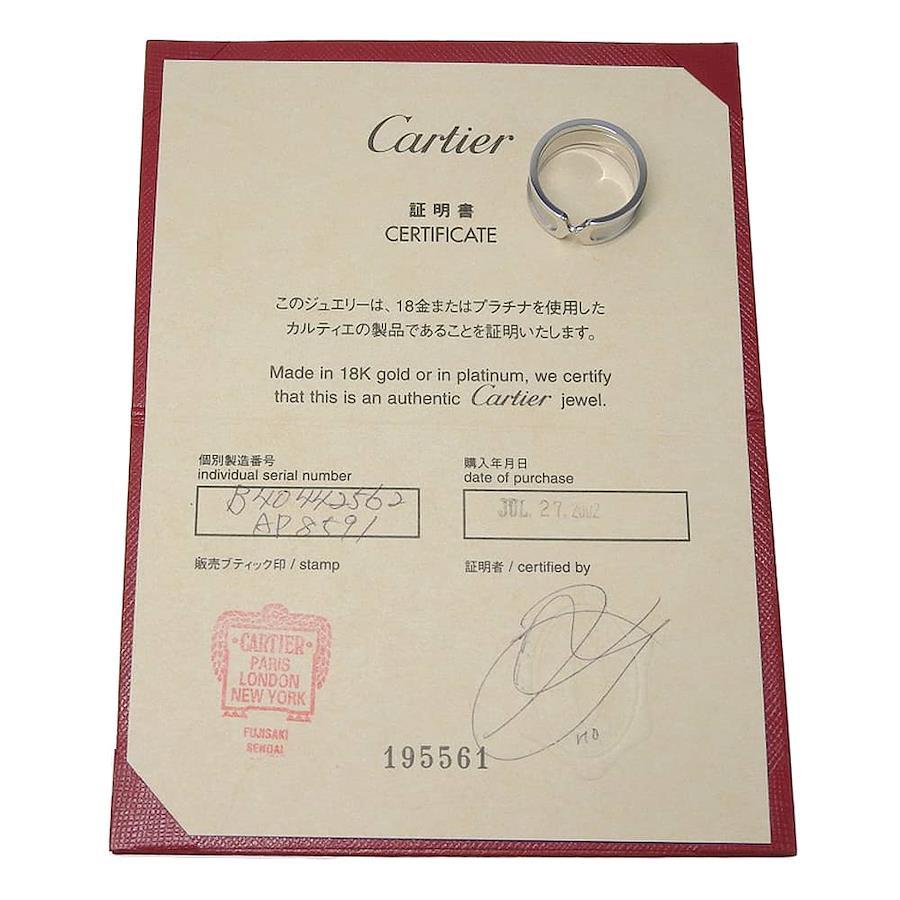 Cartier
証明書
CERTIFICATE
このジュエリーは、18金またはプラチナを使用した
カルティエの製品であることを証明いたします。
Made in 18K gold or in platinum, we certify
that this is an authentic Cartier jewel.
個別製造番号
individual serial number
B40442562
AP8591
購入年月日
date of purchase
JUL. 27. 2002
販売ブティック印 / stamp
証明者 / certified by
CARTIER
PARIS
LONDON
NEW YORK
FUJISAKI
SENDAI
195561